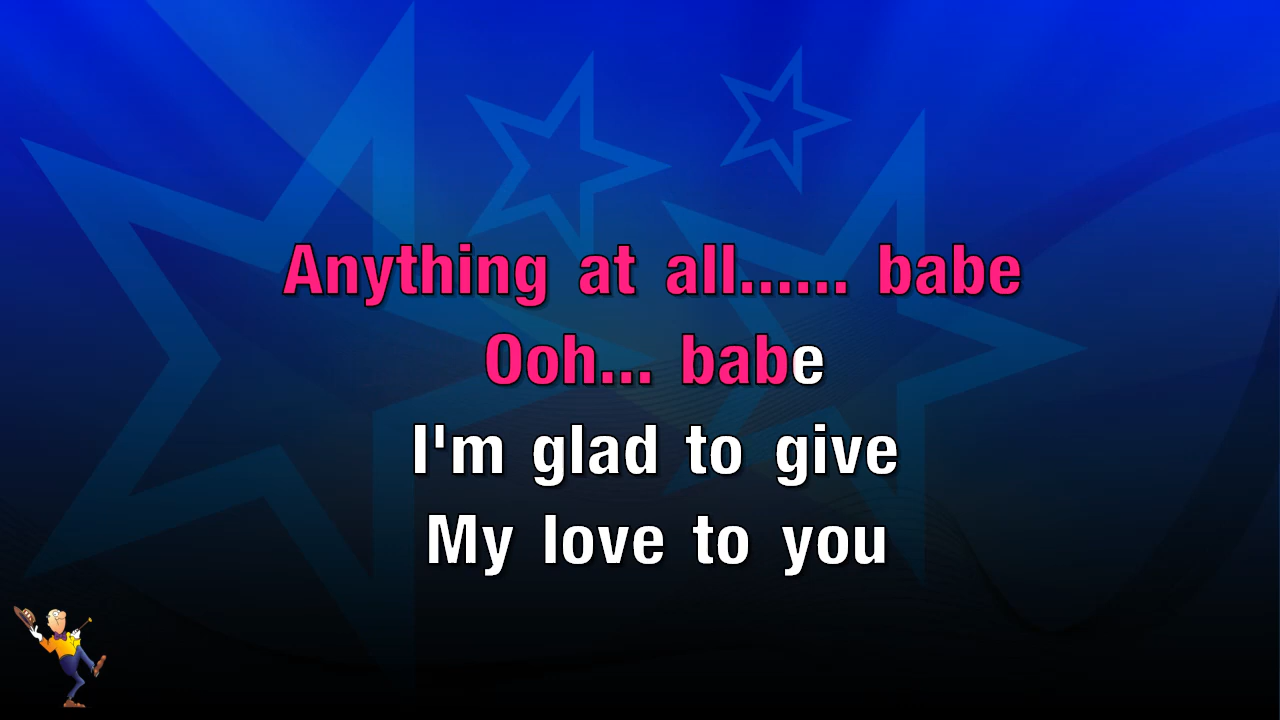 Anything at all...... babe
Ooh... babe
I'm glad to give
My love to you